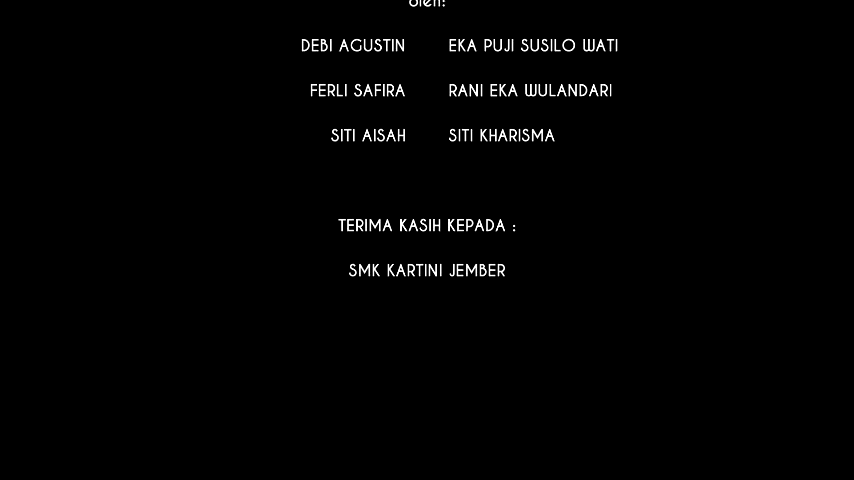 oleh:
DEBI AGUSTIN EKA PUJI SUSILO WATI
FERLI SAFIRA RANI EKA WULANDARI
SITI AISAH SITI KHARISMA
TERIMA KASIH KEPADA :
SMK KARTINI JEMBER